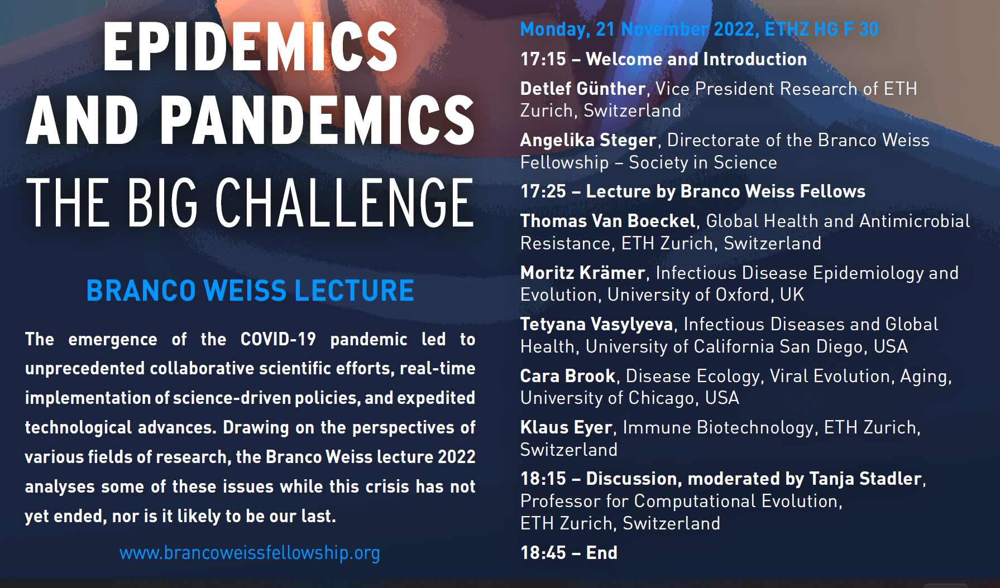 EPIDEMICS
AND PANDEMICS
THE BIG CHALLENGE
BRANCO WEISS LECTURE
The emergence of the COVID-19 pandemic led to
unprecedented collaborative scientific efforts, real-time
implementation of science-driven policies, and expedited
technological advances. Drawing on the perspectives of
various fields of research, the Branco Weiss lecture 2022
analyses some of these issues while this crisis has not
yet ended, nor is it likely to be our last.
www.brancoweissfellowship.org
Monday, 21 November 2022, ETHZ HG F 30
17:15 – Welcome and Introduction
Detlef Günther, Vice President Research of ETH
Zurich, Switzerland
Angelika Steger, Directorate of the Branco Weiss
Fellowship – Society in Science
17:25 – Lecture by Branco Weiss Fellows
Thomas Van Boeckel, Global Health and Antimicrobial
Resistance, ETH Zurich, Switzerland
Moritz Krämer, Infectious Disease Epidemiology and
Evolution, University of Oxford, UK
Tetyana Vasylyeva, Infectious Diseases and Global
Health, University of California San Diego, USA
Cara Brook, Disease Ecology, Viral Evolution, Aging,
University of Chicago, USA
Klaus Eyer, Immune Biotechnology, ETH Zurich,
Switzerland
18:15 – Discussion, moderated by Tanja Stadler,
Professor for Computational Evolution,
ETH Zurich, Switzerland
18:45 – End